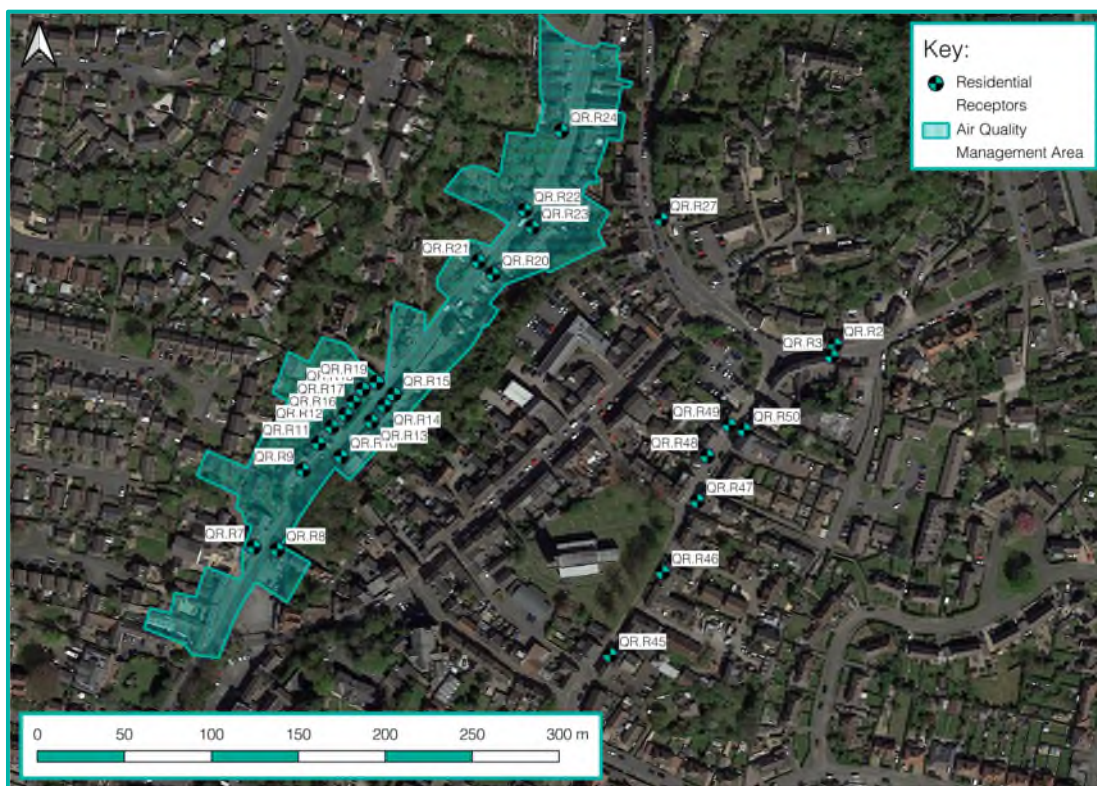 Key:
Residential
Receptors
Air Quality
Management Area
QR.R24
QR.R22
QR.R23
QR.R27
QR.R21
QR.R20
QR.R2
QR.R3
QR.R19
QR.R17
QR.R15
QR.R16
QR.R12
QR.R14
QR.R11
QR.R13
QR.R9
QR.R49
QR.R50
QR.R48
QR.R47
QR.R7
QR.R8
QR.R46
QR.R45
0 50 100 150 200 250 300 m